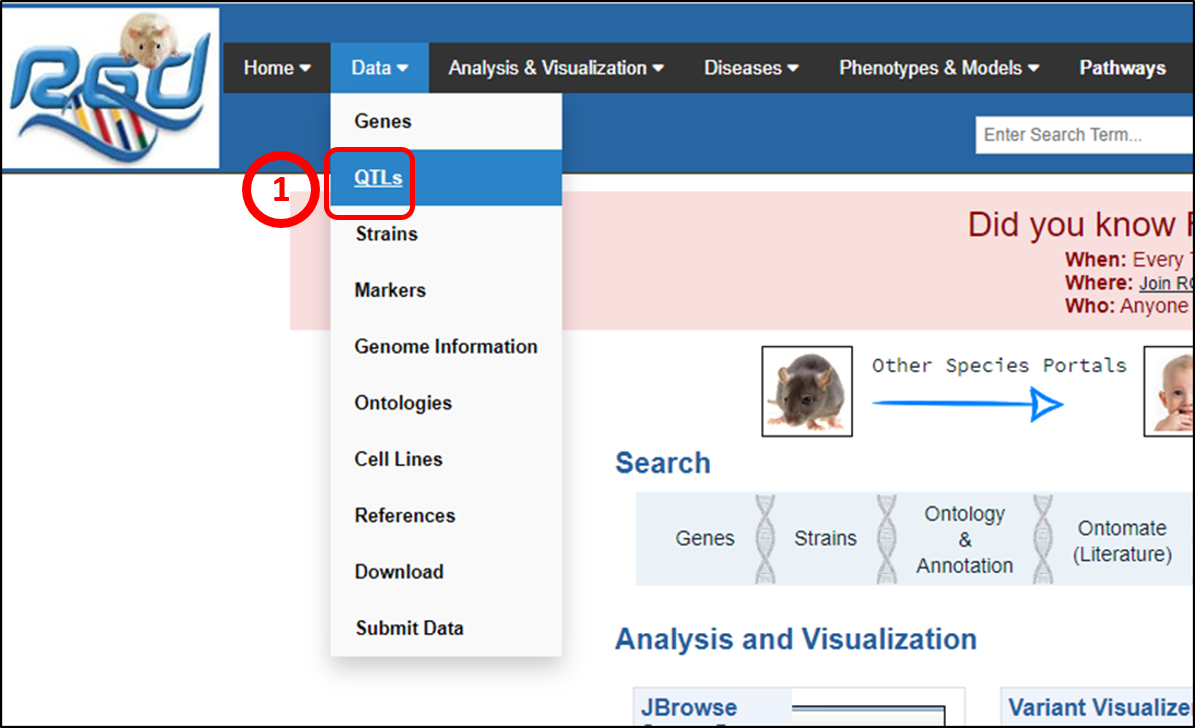 RGD
Home
Data
Analysis & Visualization
Diseases
Phenotypes & Models
Pathways
Enter Search Term...
Genes
QTLs
Strains
Markers
Genome Information
Ontologies
Cell Lines
References
Download
Submit Data
1
Did you know
When: Every
Where: Join
Who: Anyone
Other Species Portals
Search
Genes
Strains
Ontology
&
Annotation
Ontomate
(Literature)
Analysis and Visualization
JBrowse
Variant Visualize